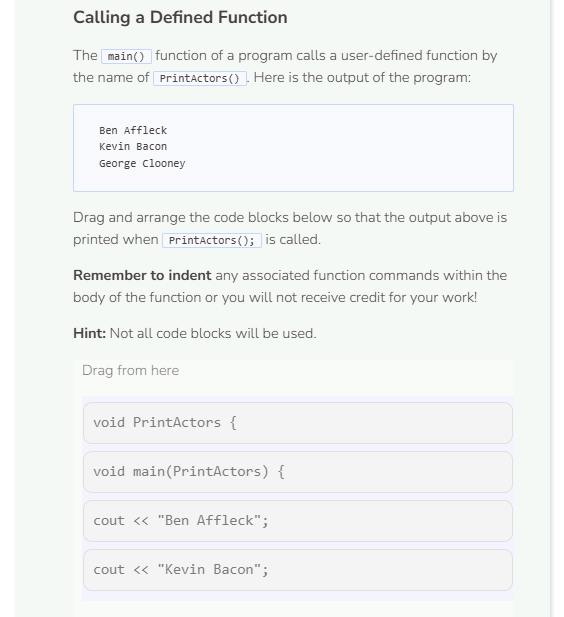 Calling a Defined Function
The main() function of a program calls a user-defined function by
the name of PrintActors() . Here is the output of the program:
Ben Affleck
Kevin Bacon
George Clooney
Drag and arrange the code blocks below so that the output above is
printed when PrintActors(); is called.
Remember to indent any associated function commands within the
body of the function or you will not receive credit for your work!
Hint: Not all code blocks will be used.
Drag from here
void PrintActors {
void main(PrintActors) {
cout << "Ben Affleck";
cout << "Kevin Bacon";